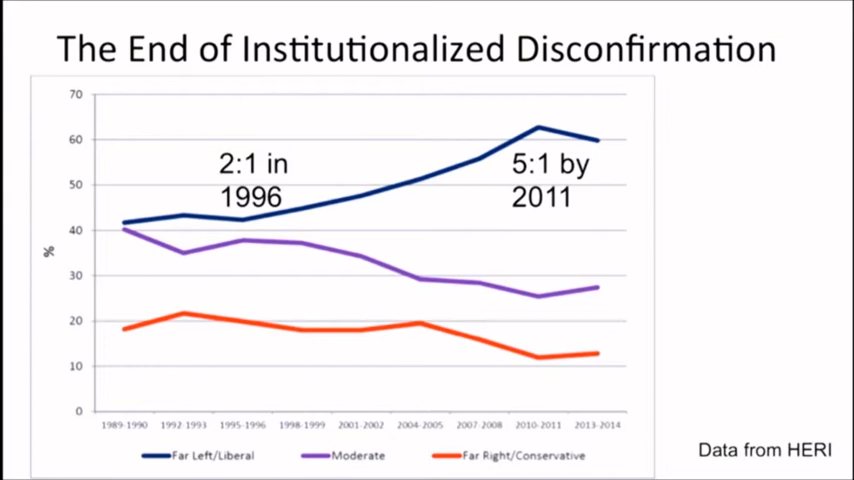 The End of Institutionalized Disconfirmation
70
60
50
40
30
20
10
0
%
2:1 in
1996
5:1 by
2011
1989-1990 1992-1993 1995-1996 1998-1999 2001-2002 2004-2005 2007-2008 2010-2011 2013-2014
Far Left/Liberal Moderate Far Right/Conservative
Data from HERI